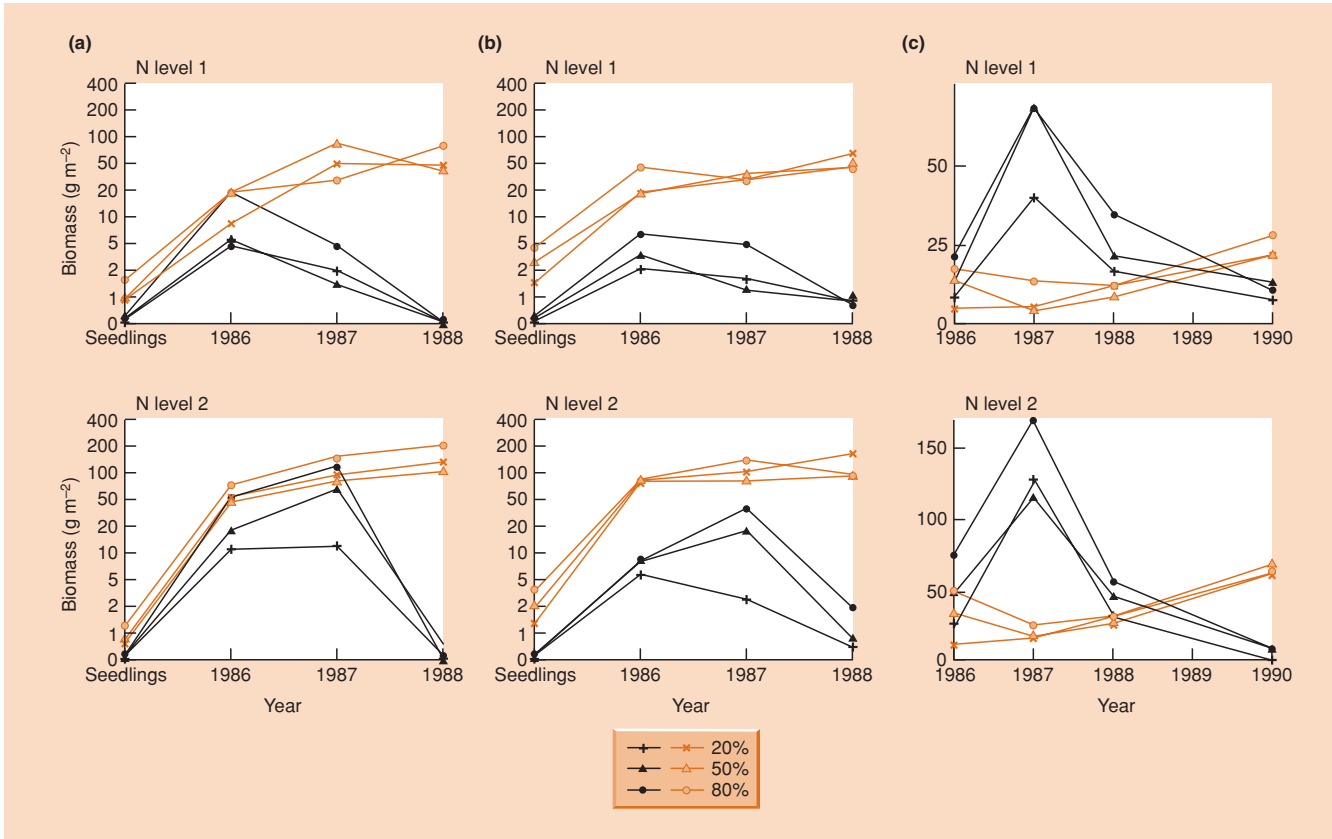 (a)
N level 1
400
200
100
50
20
10
5
2
1
0
Biomass (g m−2)
Seedlings 1986 1987 1988
(b)
N level 1
400
200
100
50
20
10
5
2
1
0
Seedlings 1986 1987 1988
(c)
N level 1
50
25
0
1986 1987 1988 1989 1990
N level 2
400
200
100
50
20
10
5
2
1
0
Biomass (g m−2)
Seedlings 1986 1987 1988
Year
N level 2
400
200
100
50
20
10
5
2
1
0
Seedlings 1986 1987 1988
Year
N level 2
150
100
50
0
1986 1987 1988 1989 1990
Year
20%
50%
80%